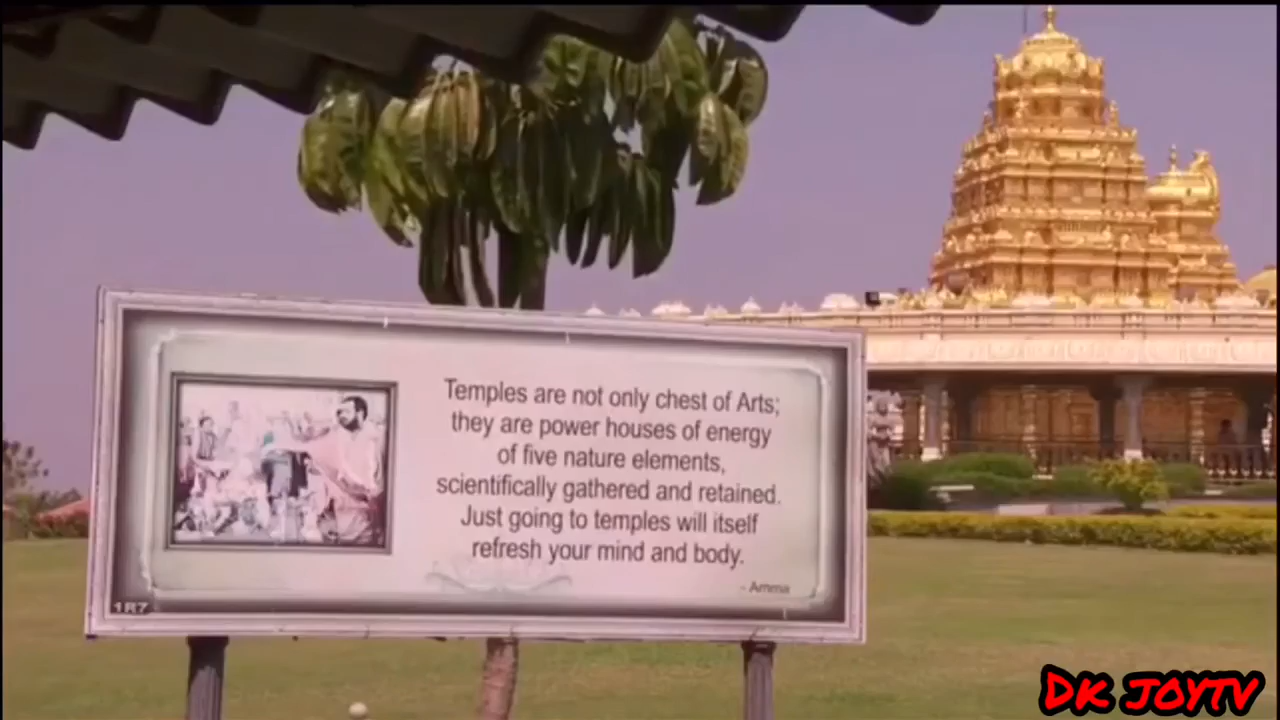 Temples are not only chest of Arts;
they are power houses of energy
of five nature elements,
scientifically gathered and retained.
Just going to temples will itself
refresh your mind and body.
- Amma
1R7
DK JOYTV